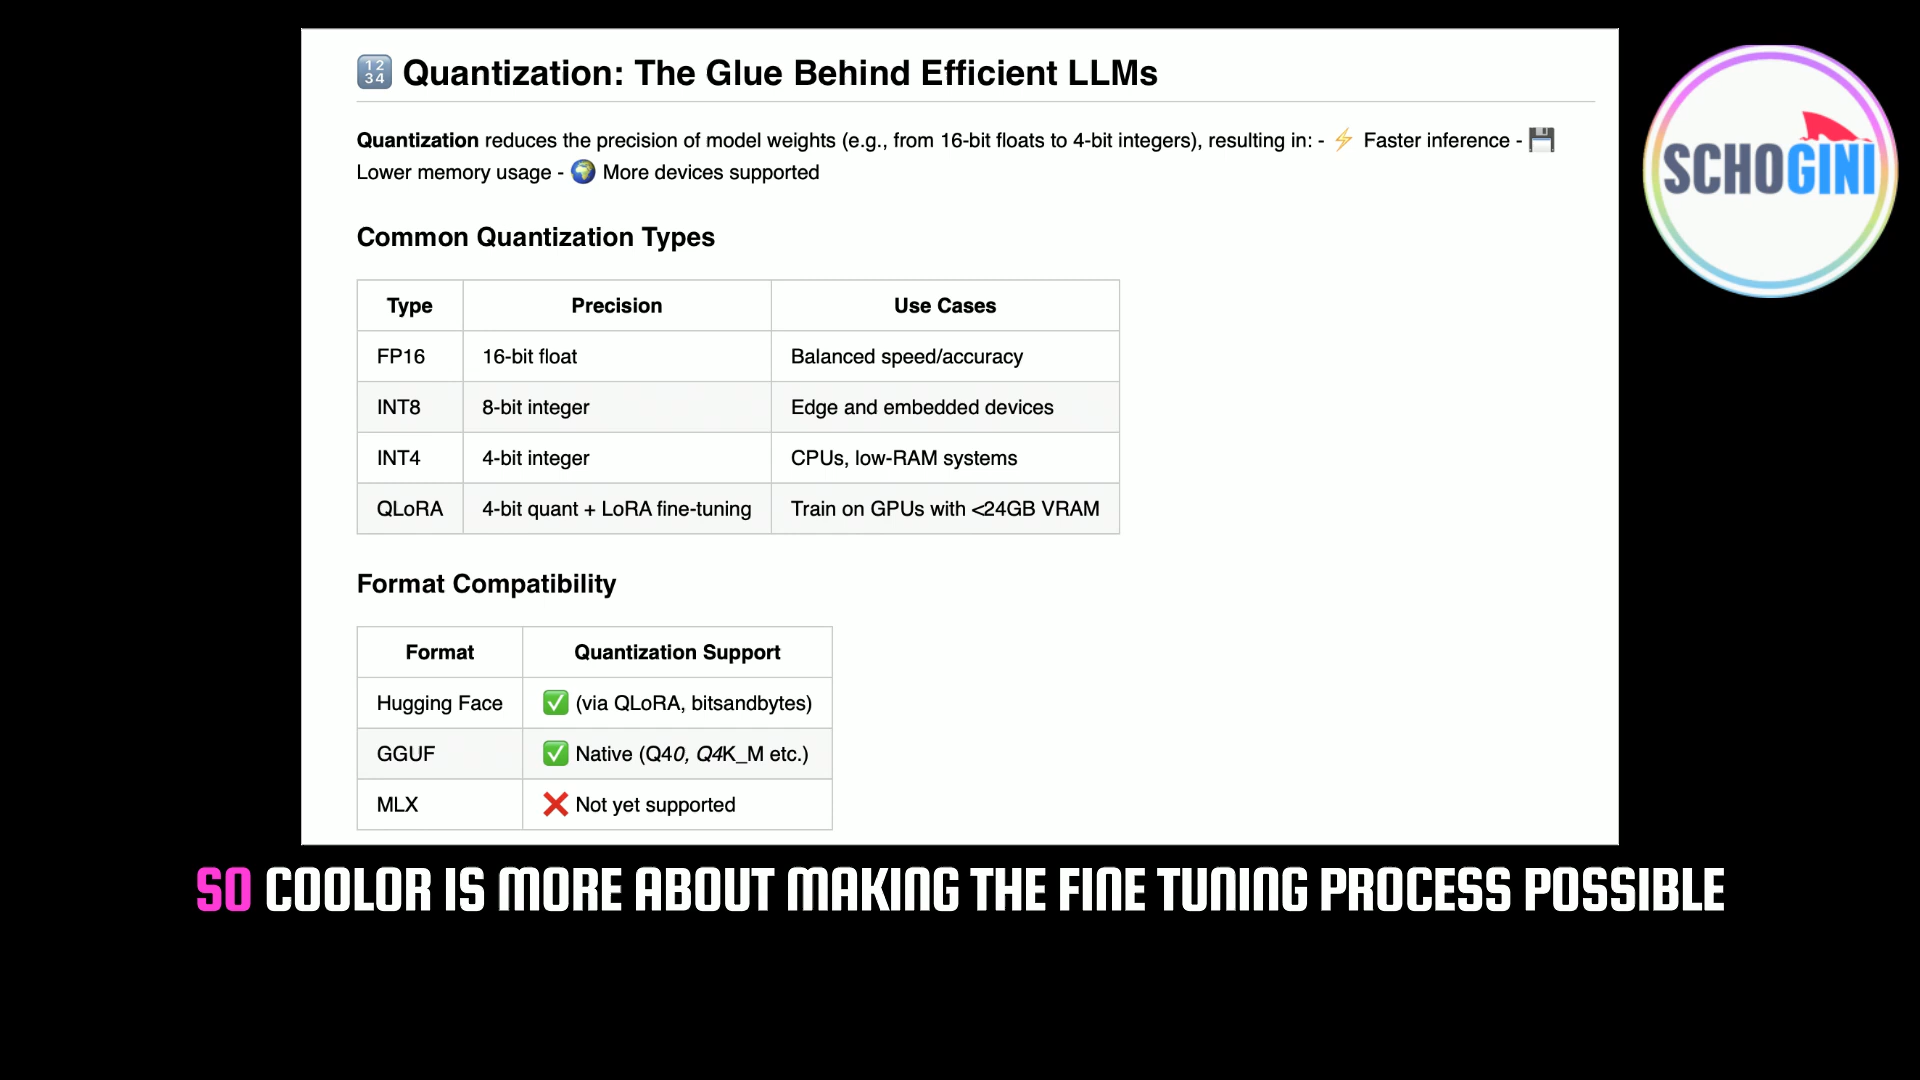 Quantization: The Glue Behind Efficient LLMs
Quantization reduces the precision of model weights (e.g., from 16-bit floats to 4-bit integers), resulting in: - ⚡ Faster inference - 💾
Lower memory usage - 🌍 More devices supported
SCHOGINI
Common Quantization Types
Type Precision Use Cases
FP16 16-bit float Balanced speed/accuracy
INT8 8-bit integer Edge and embedded devices
INT4 4-bit integer CPUs, low-RAM systems
QLoRA 4-bit quant + LoRA fine-tuning Train on GPUs with <24GB VRAM
Format Compatibility
Format Quantization Support
Hugging Face ✅ (via QLoRA, bitsandbytes)
GGUF ✅ Native (Q40, Q4K_M etc.)
MLX ❌ Not yet supported
SO COOLOR IS MORE ABOUT MAKING THE FINE TUNING PROCESS POSSIBLE